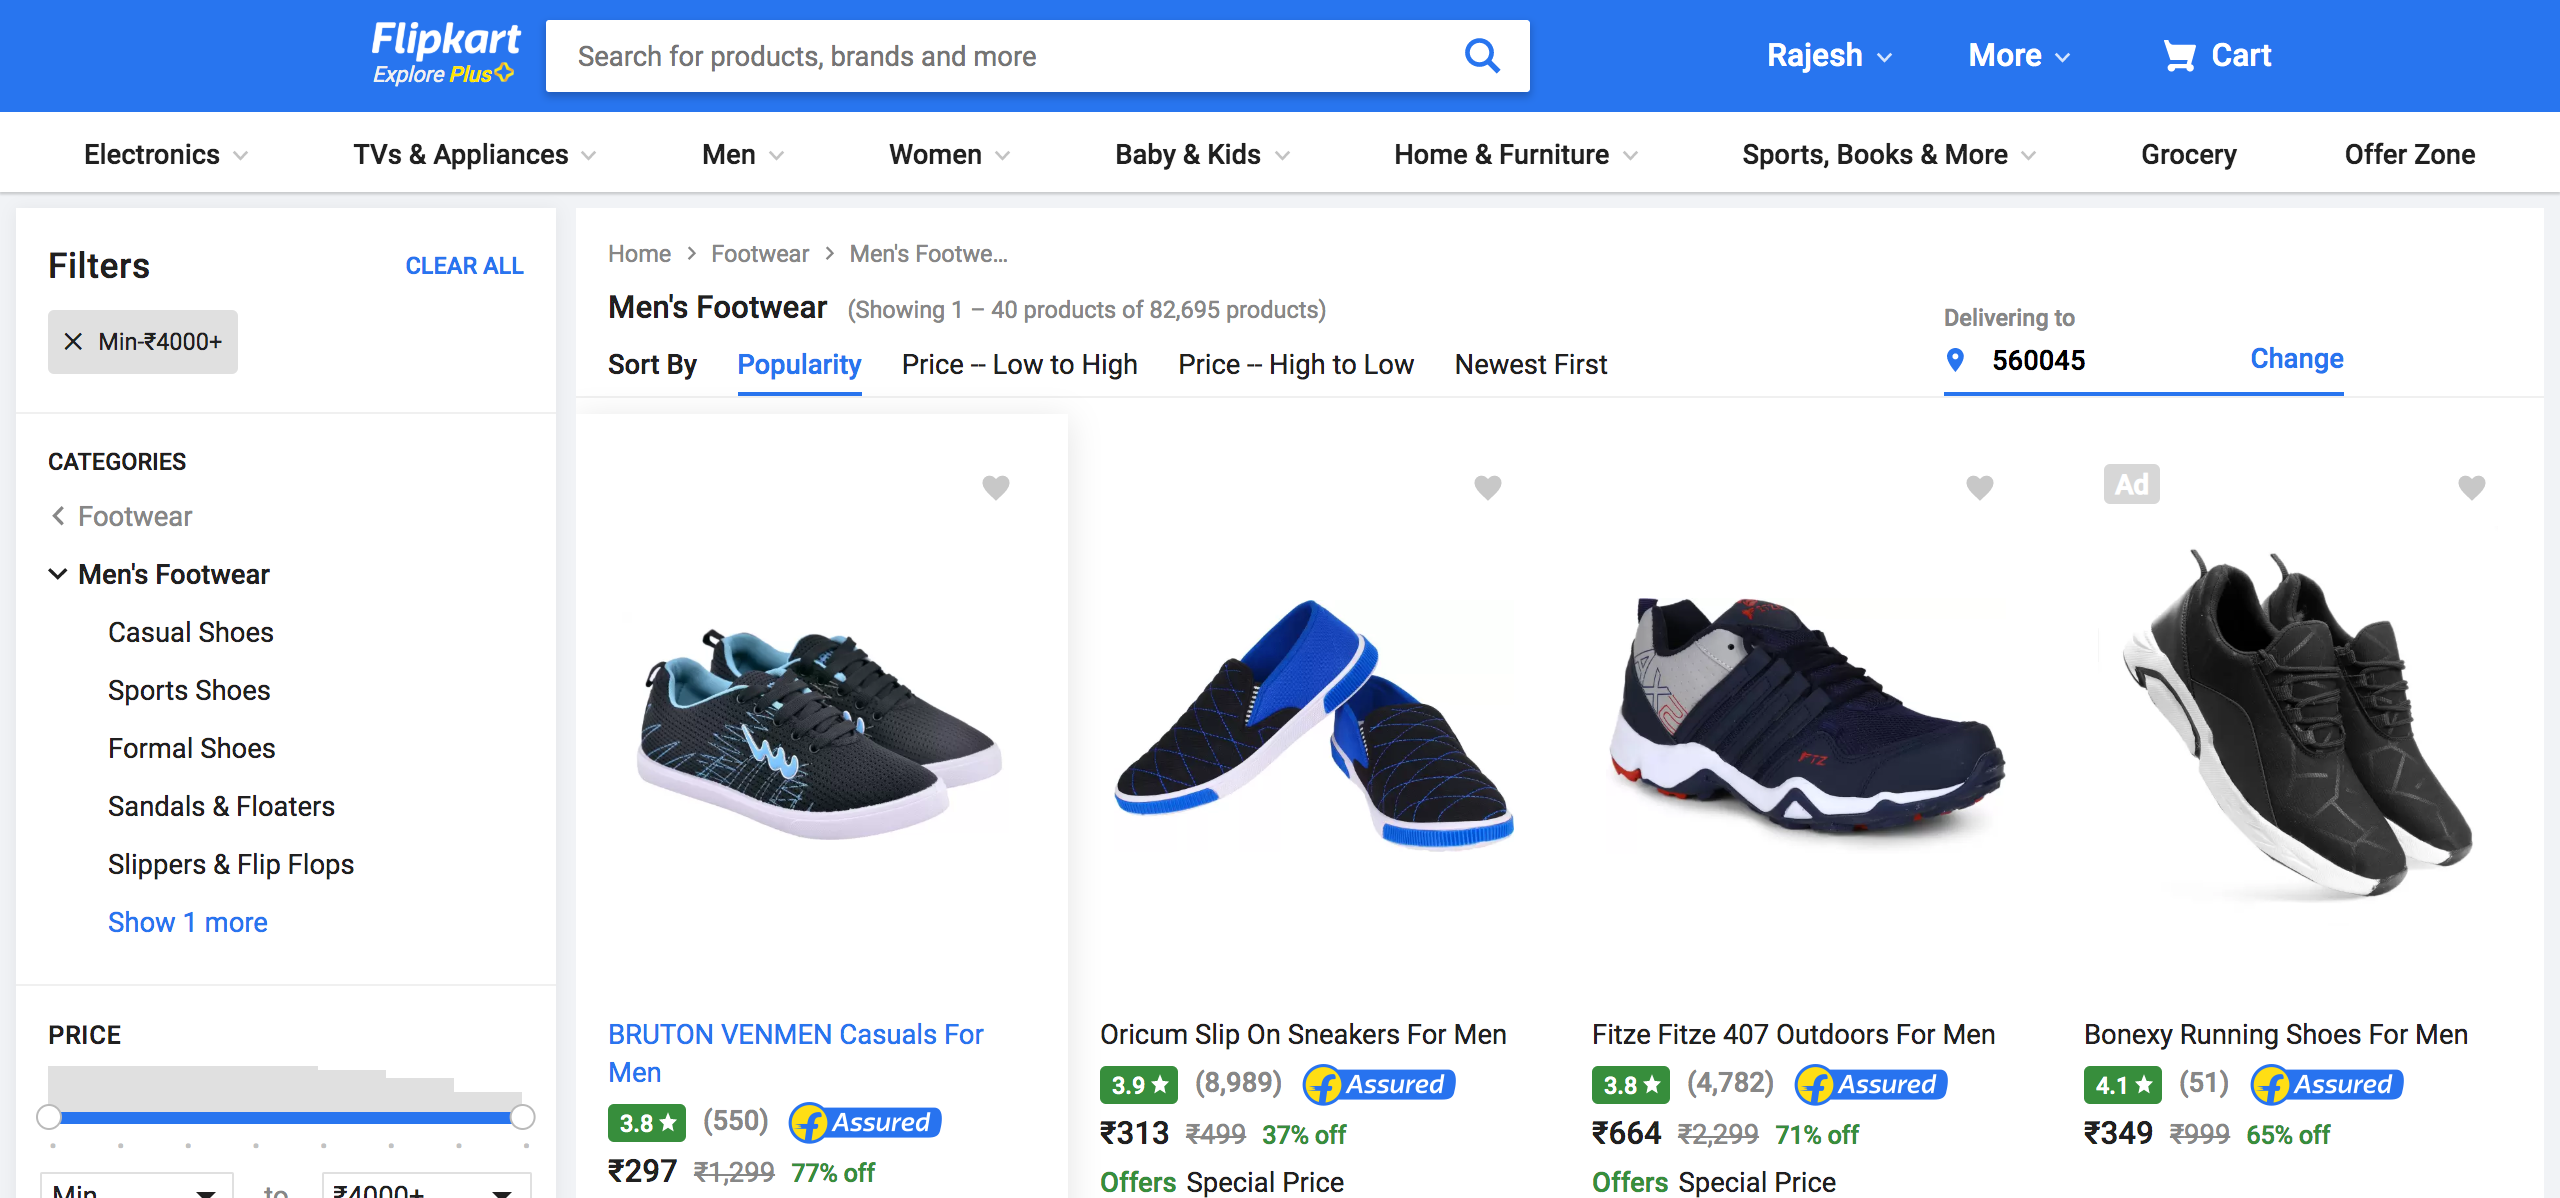 Flipkart
Explore Plus
Search for products, brands and more
Rajesh
More
Cart
Electronics
TVs & Appliances
Men
Women
Baby & Kids
Home & Furniture
Sports, Books & More
Grocery
Offer Zone
Filters
CLEAR ALL
Min-₹4000+
CATEGORIES
Footwear
Men's Footwear
Casual Shoes
Sports Shoes
Formal Shoes
Sandals & Floaters
Slippers & Flip Flops
Show 1 more
PRICE
Min
to
₹4000+
Home > Footwear > Men's Footwe...
Men's Footwear (Showing 1 – 40 products of 82,695 products)
Sort By Popularity Price -- Low to High Price -- High to Low Newest First
Delivering to
560045
Change
BRUTON VENMEN Casuals For
Men
3.8 ★ (550) Assured
₹297 ₹1,299 77% off
Oricum Slip On Sneakers For Men
3.9 ★ (8,989) Assured
₹313 ₹499 37% off
Offers Special Price
FTZ
Fitze Fitze 407 Outdoors For Men
3.8 ★ (4,782) Assured
₹664 ₹2,299 71% off
Offers Special Price
Ad
Bonexy Running Shoes For Men
4.1 ★ (51) Assured
₹349 ₹999 65% off